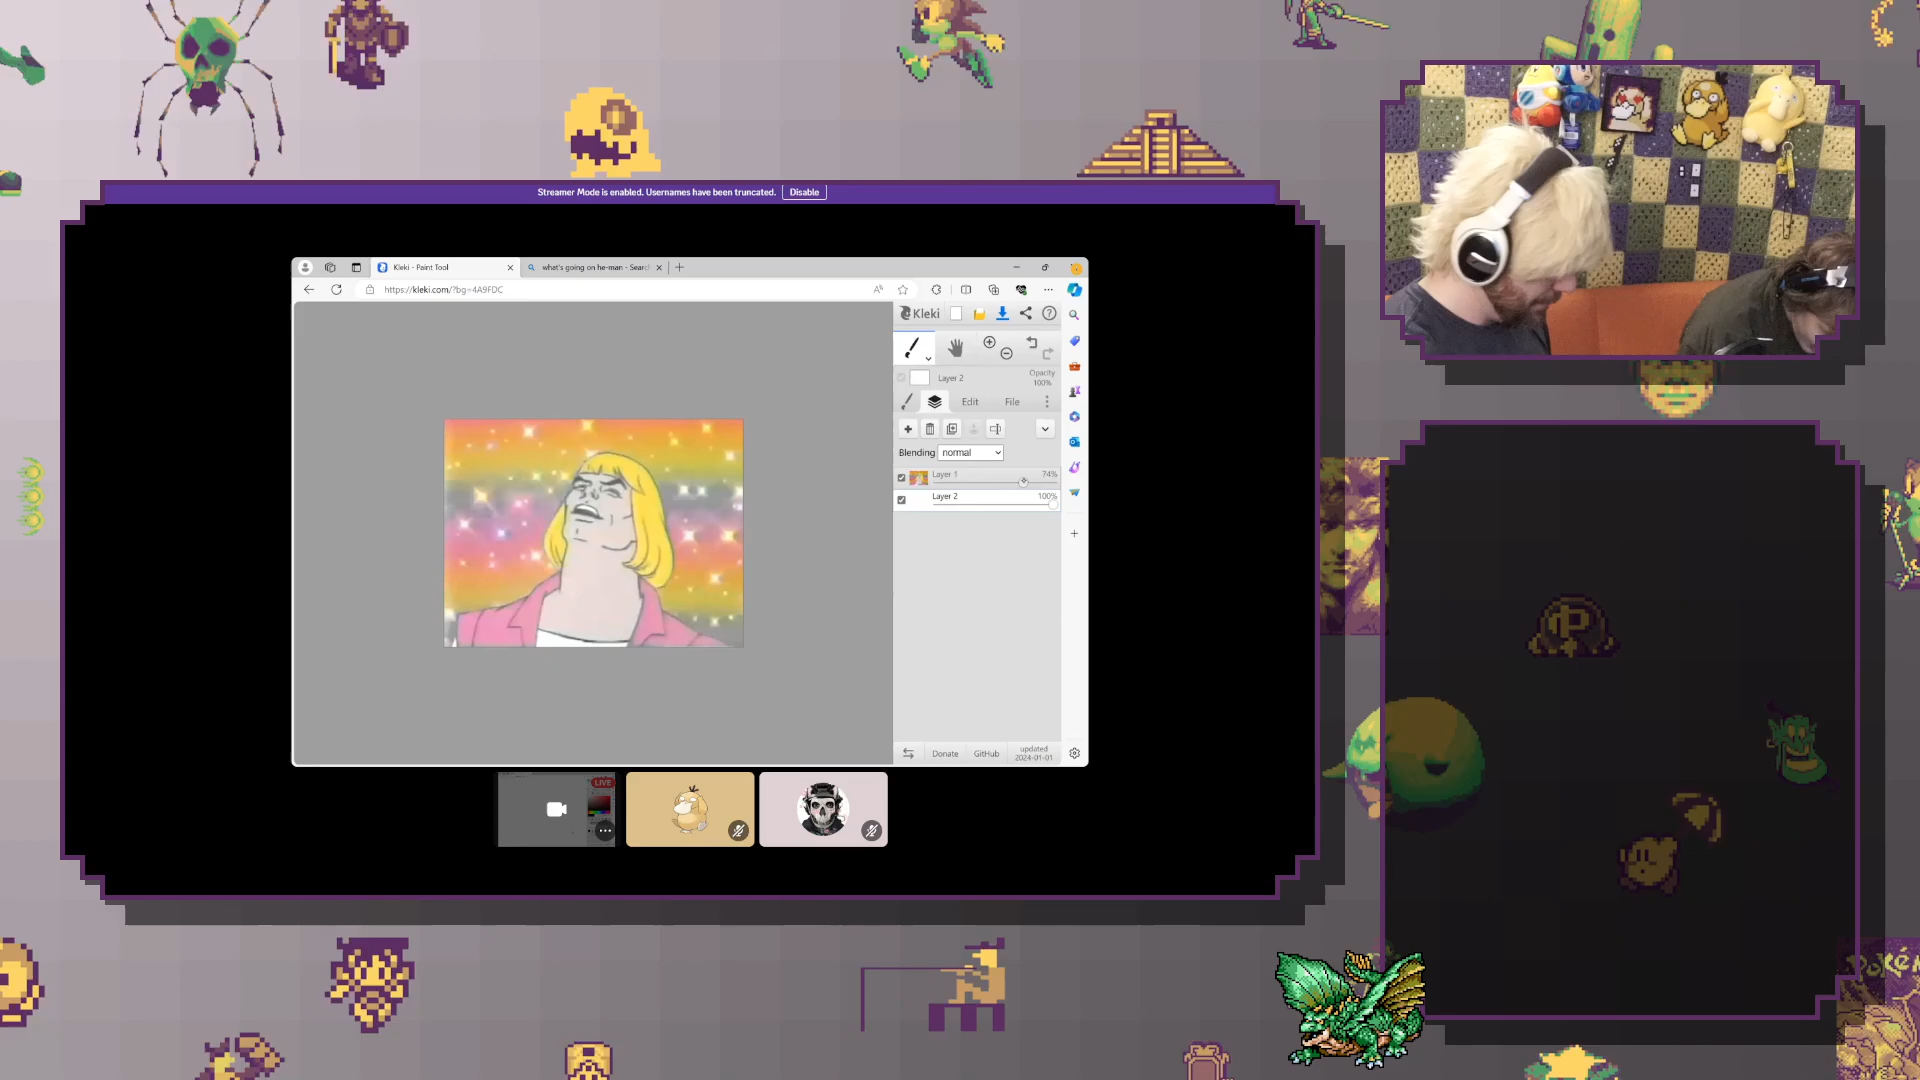 Streamer Mode is enabled. Usernames have been truncated. Disable
Kleki - Paint Tool
what's going on he-man - Searc
https://kleki.com/?bg=4A9FDC
Kleki
Layer 2
Opacity
100%
Edit
File
Blending
normal
Layer 1
74%
Layer 2
100%
Donate
GitHub
updated
2024-01-01
LIVE
P
POKéM